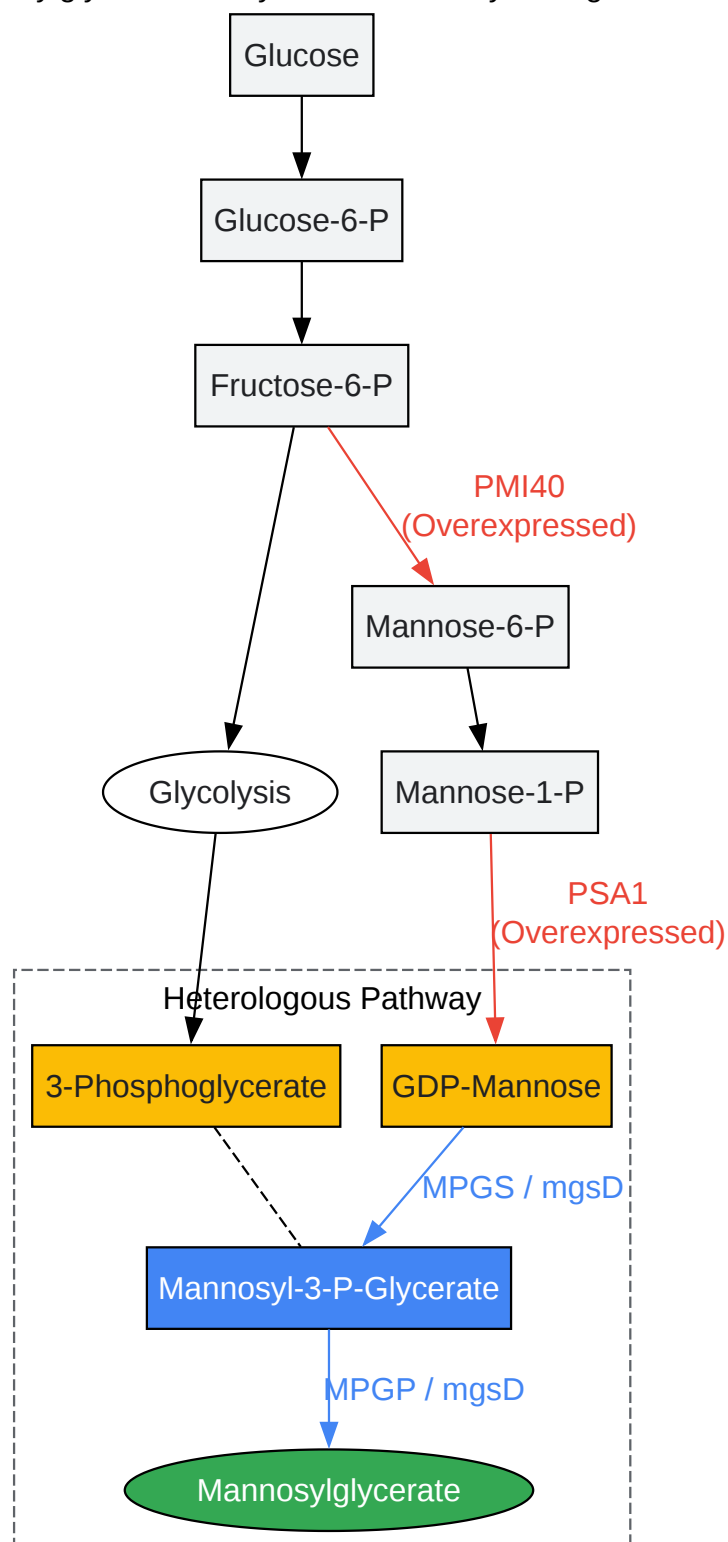 Glucose
Glucose-6-P
Fructose-6-P
PMI40
(Overexpressed)
Mannose-6-P
Glycolysis
Mannose-1-P
PSA1
(Overexpressed)
Heterologous Pathway
3-Phosphoglycerate
GDP-Mannose
MPGS / mgsD
Mannosyl-3-P-Glycerate
MPGP / mgsD
Mannosylglycerate